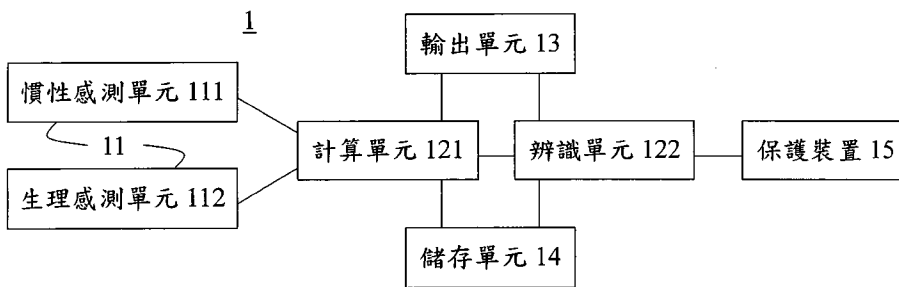 1
輸出單元 13
慣性感測單元 111
11
計算單元 121
辨識單元 122
保護裝置 15
生理感測單元 112
儲存單元 14